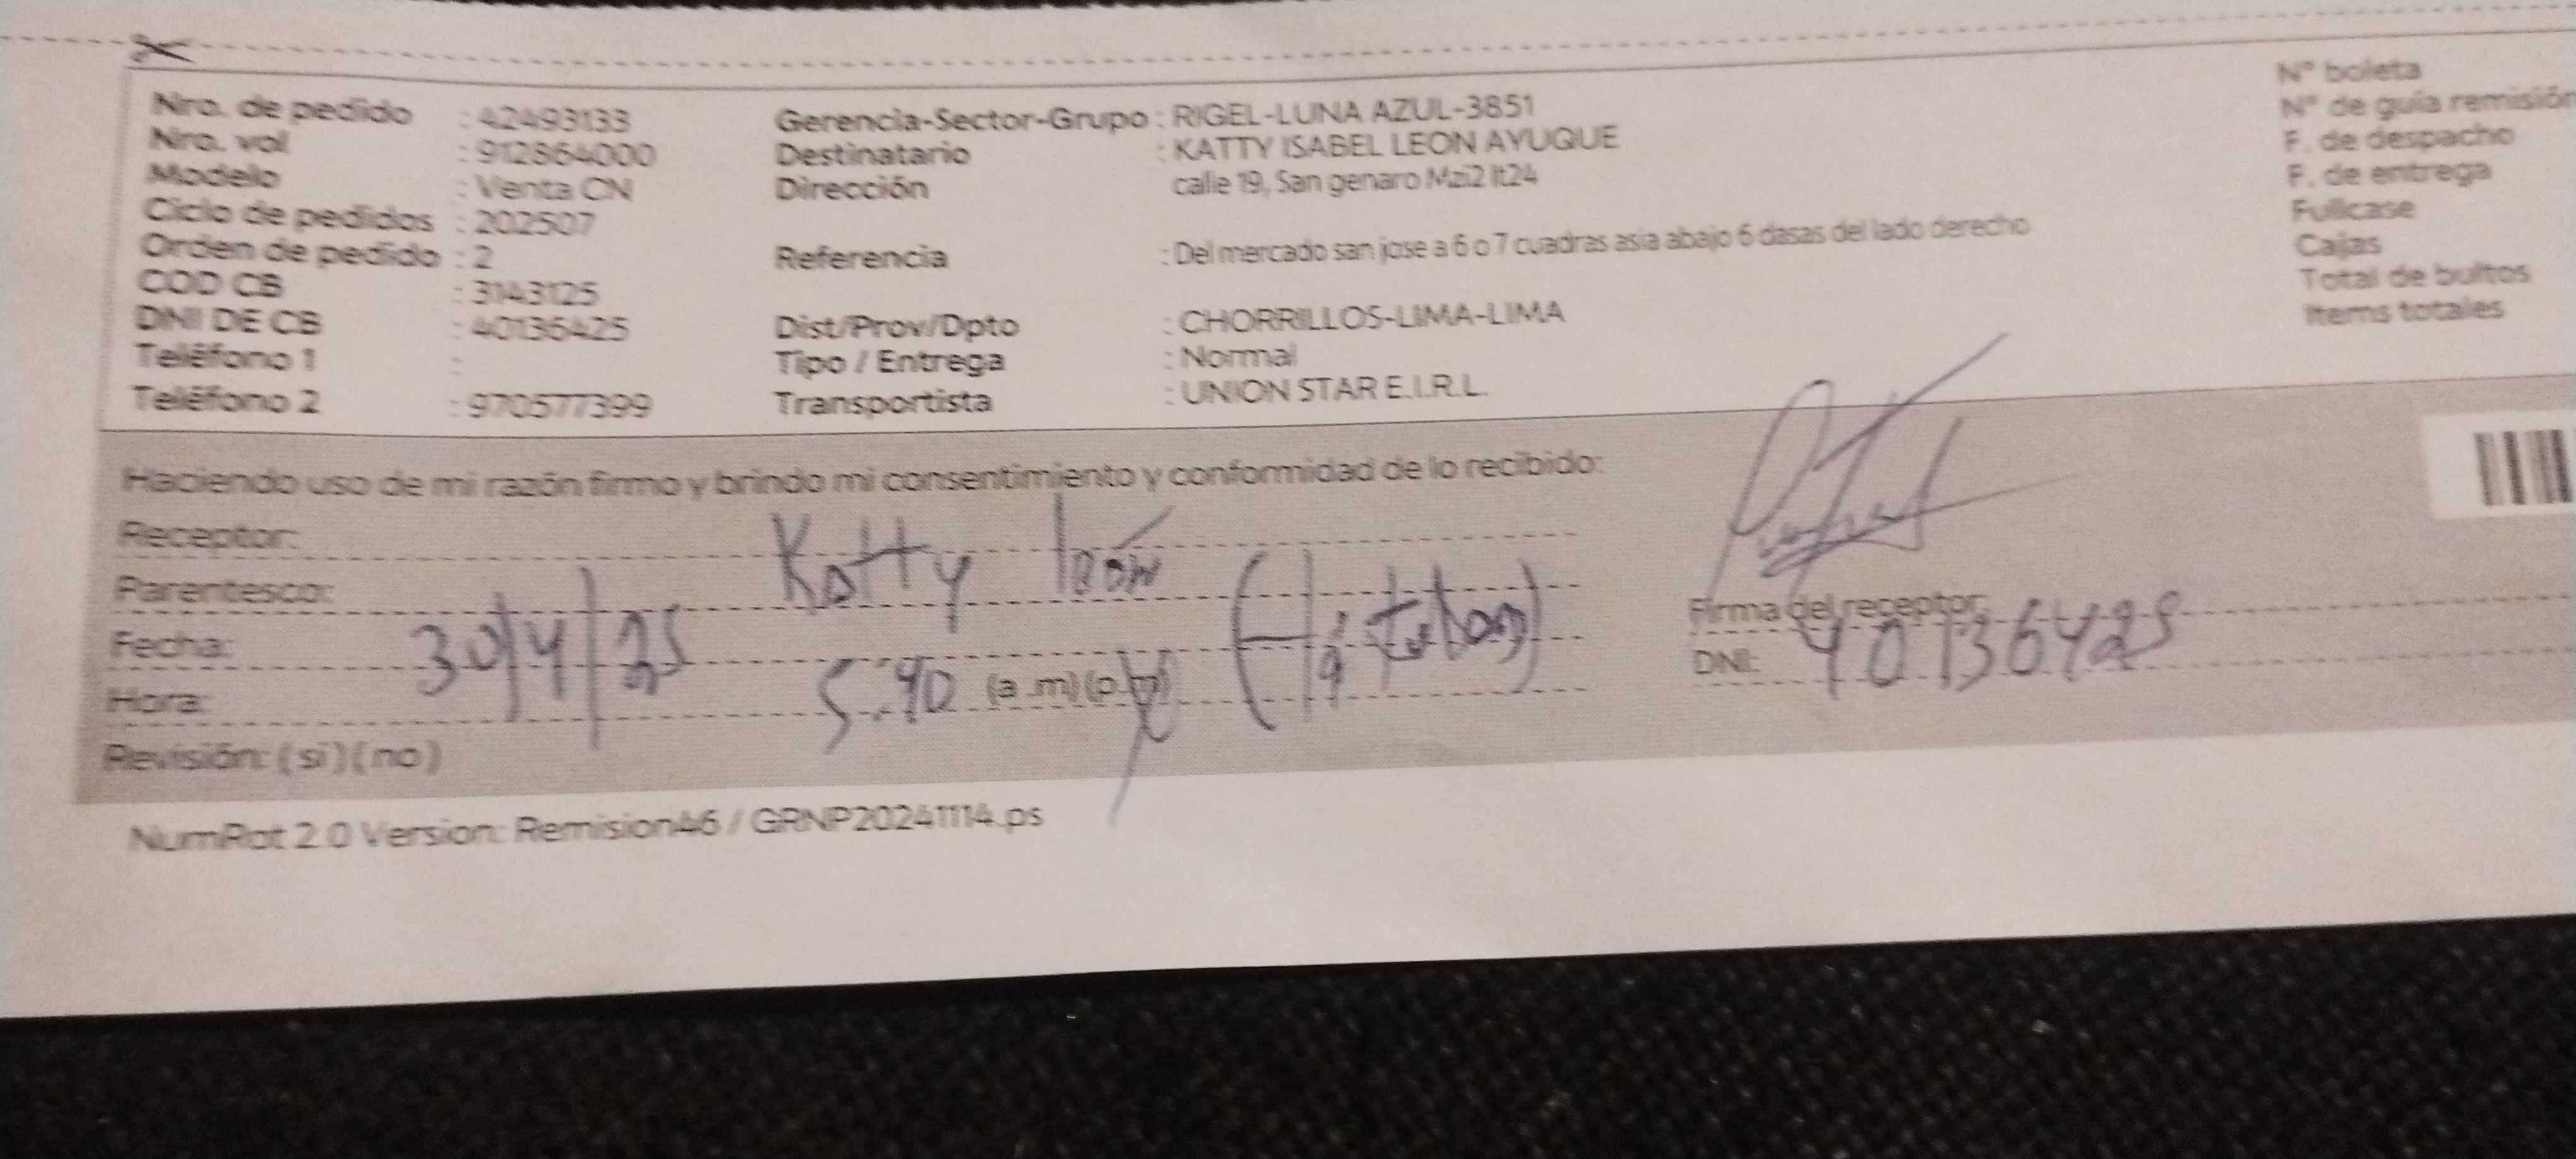 Nro. de pedido : 42493133
Nro. vol : 912864000
Modelo : Venta CN
Ciclo de pedidos : 202507
Orden de pedido : 2
COD CB : 3143125
DNI DE CB : 40136425
Teléfono 1 :
Teléfono 2 : 970577399
Gerencia-Sector-Grupo : RIGEL-LUNA AZUL-3851
Destinatario : KATTY ISABEL LEON AYUQUE
Dirección calle 19, San genaro Mzi2 lt24
Referencia : Del mercado san jose a 6 o 7 cuadras asia abajo 6 dasas del lado derecho
Dist/Prov/Dpto : CHORRILLOS-LIMA-LIMA
Tipo / Entrega : Normal
Transportista : UNION STAR E.I.R.L.
N° boleta
N° de guía remisión
F. de despacho
F. de entrega
Fullcase
Cajas
Total de bultos
Items totales
Haciendo uso de mi razón firmo y brindo mi consentimiento y conformidad de lo recibido:
Receptor: Katty león
Parentesco:
Fecha: 30/4/25
Hora: 5:40 (a .m) (p.m)
Revisión: (si) (no)
Firma del receptor:
DNI: 40136425
NumRot 2.0 Version: Remision46 / GRNP20241114.ps